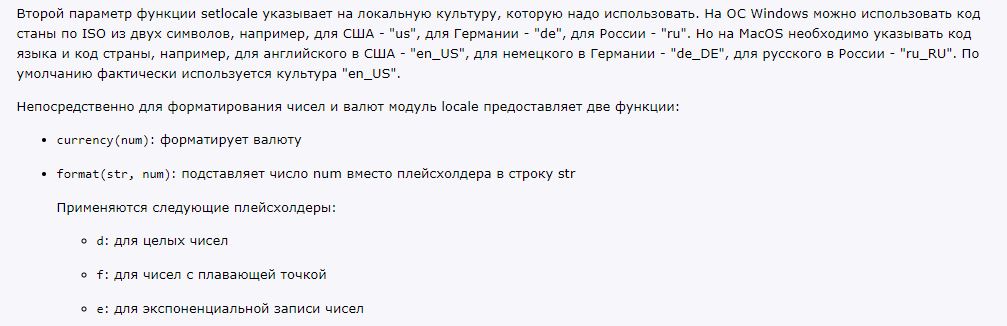 Второй параметр функции setlocale указывает на локальную культуру, которую надо использовать. На ОС Windows можно использовать код
станы по ISO из двух символов, например, для США - "us", для Германии - "de", для России - "ru". Но на MacOS необходимо указывать код
языка и код страны, например, для английского в США - "en_US", для немецкого в Германии - "de_DE", для русского в России - "ru_RU". По
умолчанию фактически используется культура "en_US".
Непосредственно для форматирования чисел и валют модуль locale предоставляет две функции:
• currency(num): форматирует валюту
• format(str, num): подставляет число num вместо плейсхолдера в строку str
Применяются следующие плейсхолдеры:
◦ d: для целых чисел
◦ f: для чисел с плавающей точкой
◦ e: для экспоненциальной записи чисел